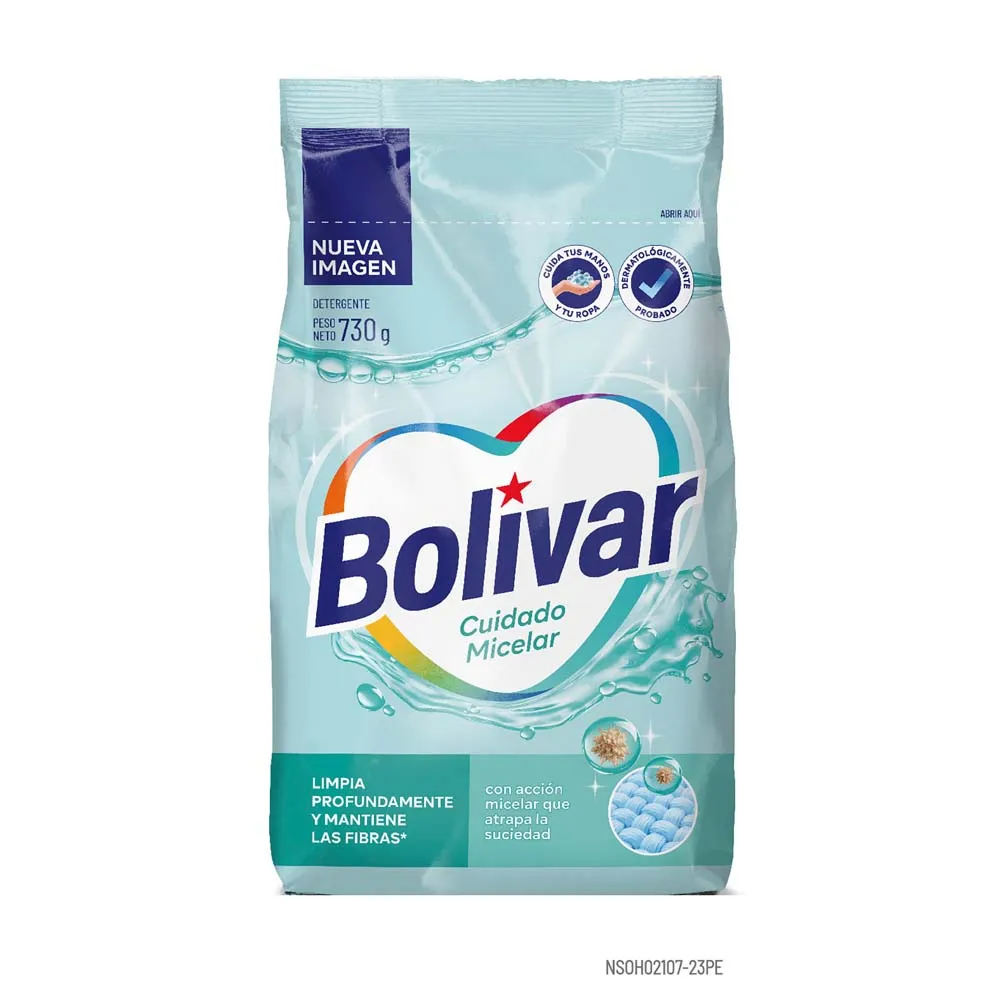 NUEVA
IMAGEN
ABRIR AQUÍ
DETERGENTE
PESO
NETO 730 g
CUIDA TUS MANOS
Y TU ROPA
DERMATOLÓGICAMENTE
PROBADO
Bolivar
Cuidado
Micelar
LIMPIA
PROFUNDAMENTE
Y MANTIENE
LAS FIBRAS*
con acción
micelar que
atrapa la
suciedad
NSOH02107-23PE